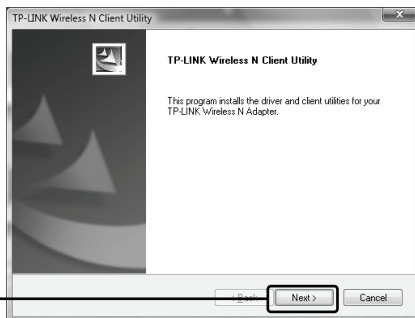 TP-LINK Wireless N Client Utility
TP-LINK Wireless N Client Utility
This program installs the driver and client utilities for your
TP-LINK Wireless N Adapter.
< Back
Next >
Cancel